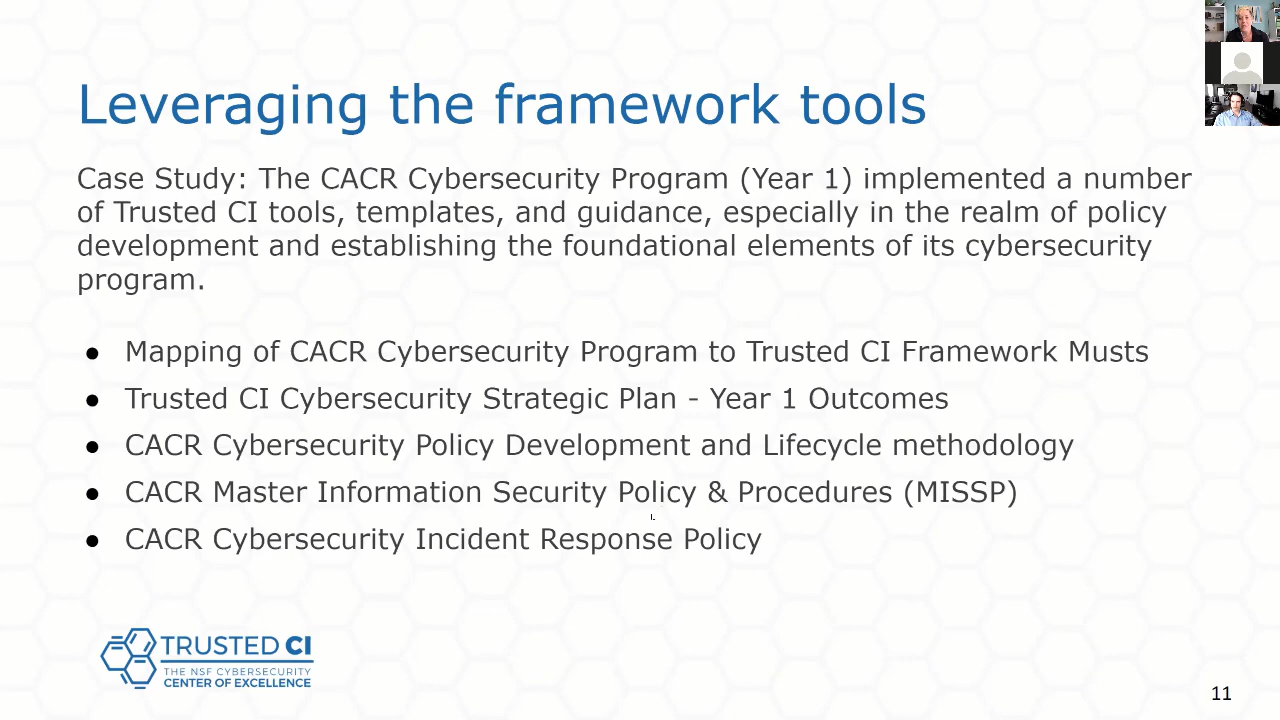 Leveraging the framework tools
Case Study: The CACR Cybersecurity Program (Year 1) implemented a number
of Trusted CI tools, templates, and guidance, especially in the realm of policy
development and establishing the foundational elements of its cybersecurity
program.
● Mapping of CACR Cybersecurity Program to Trusted CI Framework Musts
● Trusted CI Cybersecurity Strategic Plan - Year 1 Outcomes
● CACR Cybersecurity Policy Development and Lifecycle methodology
● CACR Master Information Security Policy & Procedures (MISSP)
● CACR Cybersecurity Incident Response Policy
TRUSTED CI
THE NSF CYBERSECURITY
CENTER OF EXCELLENCE
11